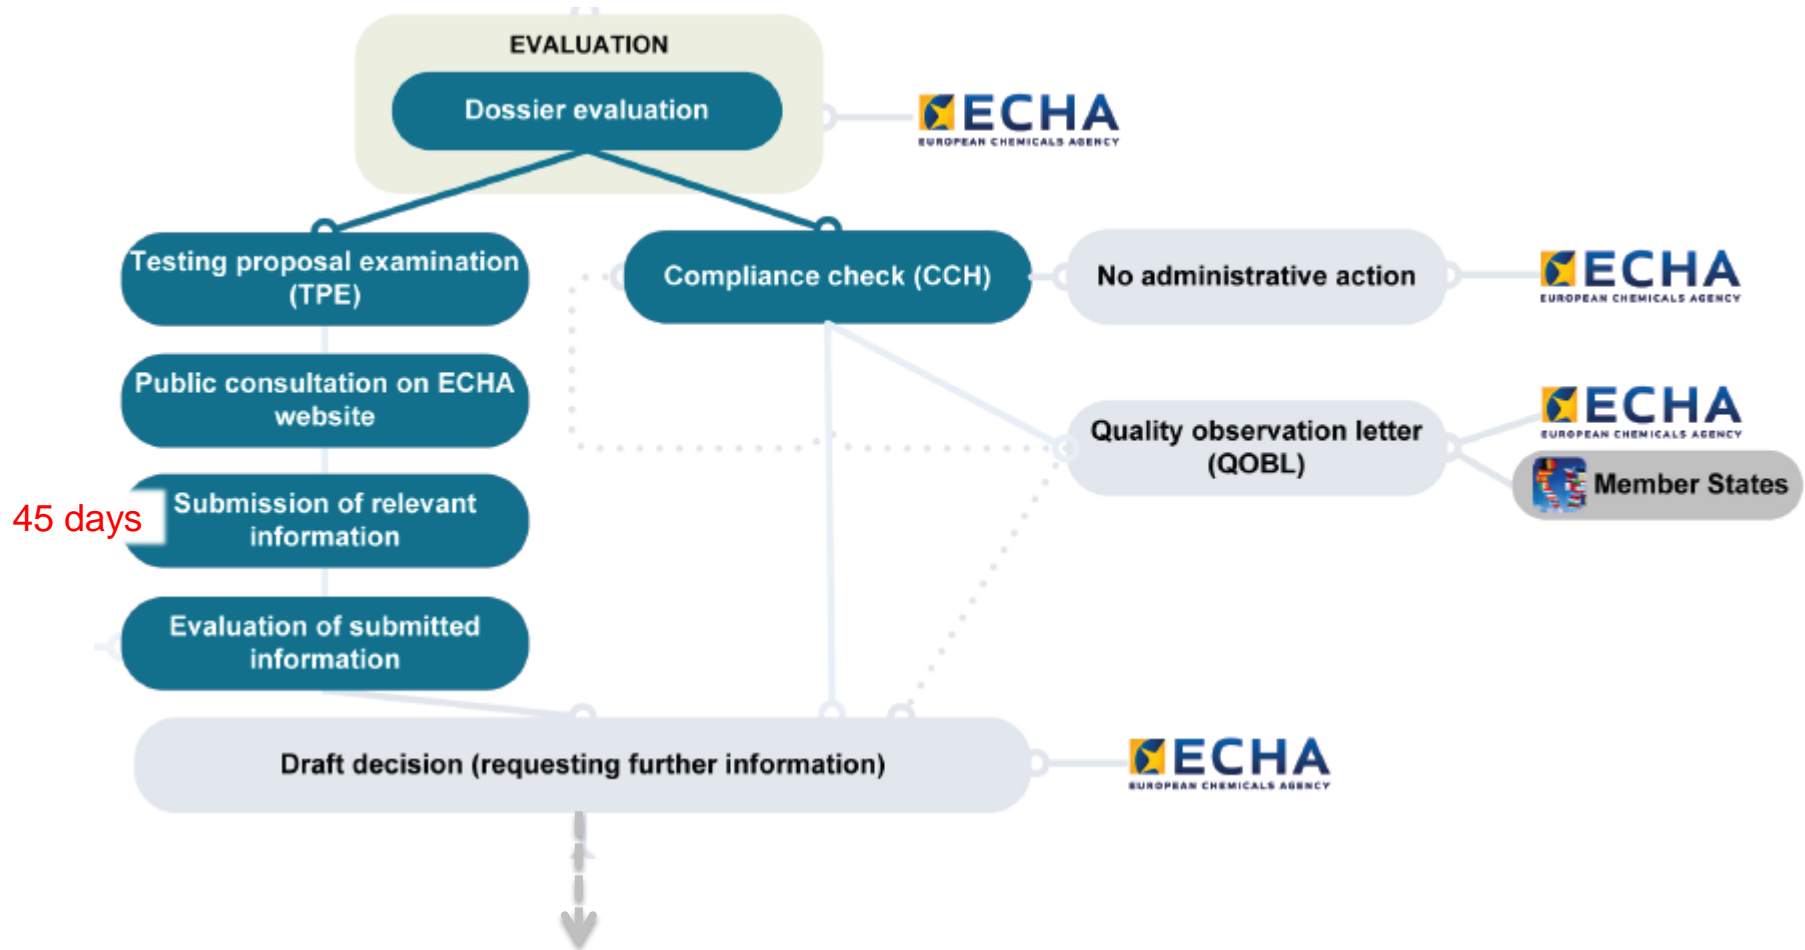 EVALUATION
Dossier evaluation
ECHA
EUROPEAN CHEMICALS AGENCY
Testing proposal examination
(TPE)
Compliance check (CCH)
No administrative action
ECHA
EUROPEAN CHEMICALS AGENCY
Public consultation on ECHA
website
Quality observation letter
(QOBL)
ECHA
EUROPEAN CHEMICALS AGENCY
Member States
45 days
Submission of relevant
information
Evaluation of submitted
information
Draft decision (requesting further information)
ECHA
EUROPEAN CHEMICALS AGENCY